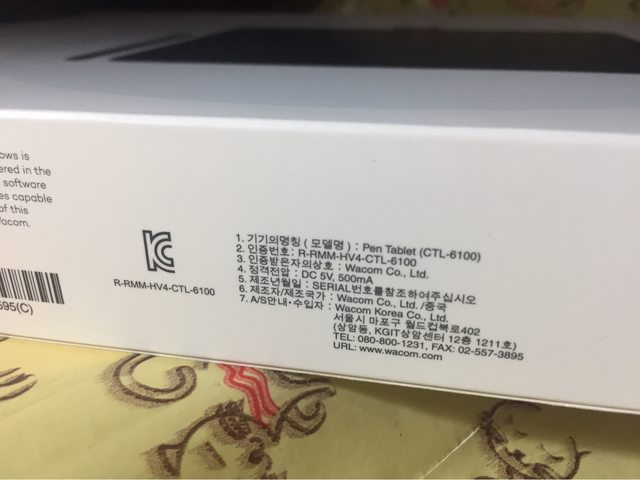 ows is
ered in the
software
es capable
of this
Wacom.
595(C)
R-RMM-HV4-CTL-6100
1. 기기의명칭 ( 모델명 ) : Pen Tablet (CTL-6100)
2. 인증번호: R-RMM-HV4-CTL-6100
3. 인증받은자의상호 : Wacom Co., Ltd.
4. 정격전압 : DC 5V, 500mA
5. 제조년월일 : SERIAL번호를참조하여주십시오
6. 제조자/제조국가 : Wacom Co., Ltd. /중국
7. A/S안내·수입자 : Wacom Korea Co., Ltd.
서울시 마포구 월드컵북로402
(상암동, KGIT상암센터 12층 1211호)
TEL: 080-800-1231, FAX: 02-557-3895
URL: www.wacom.com